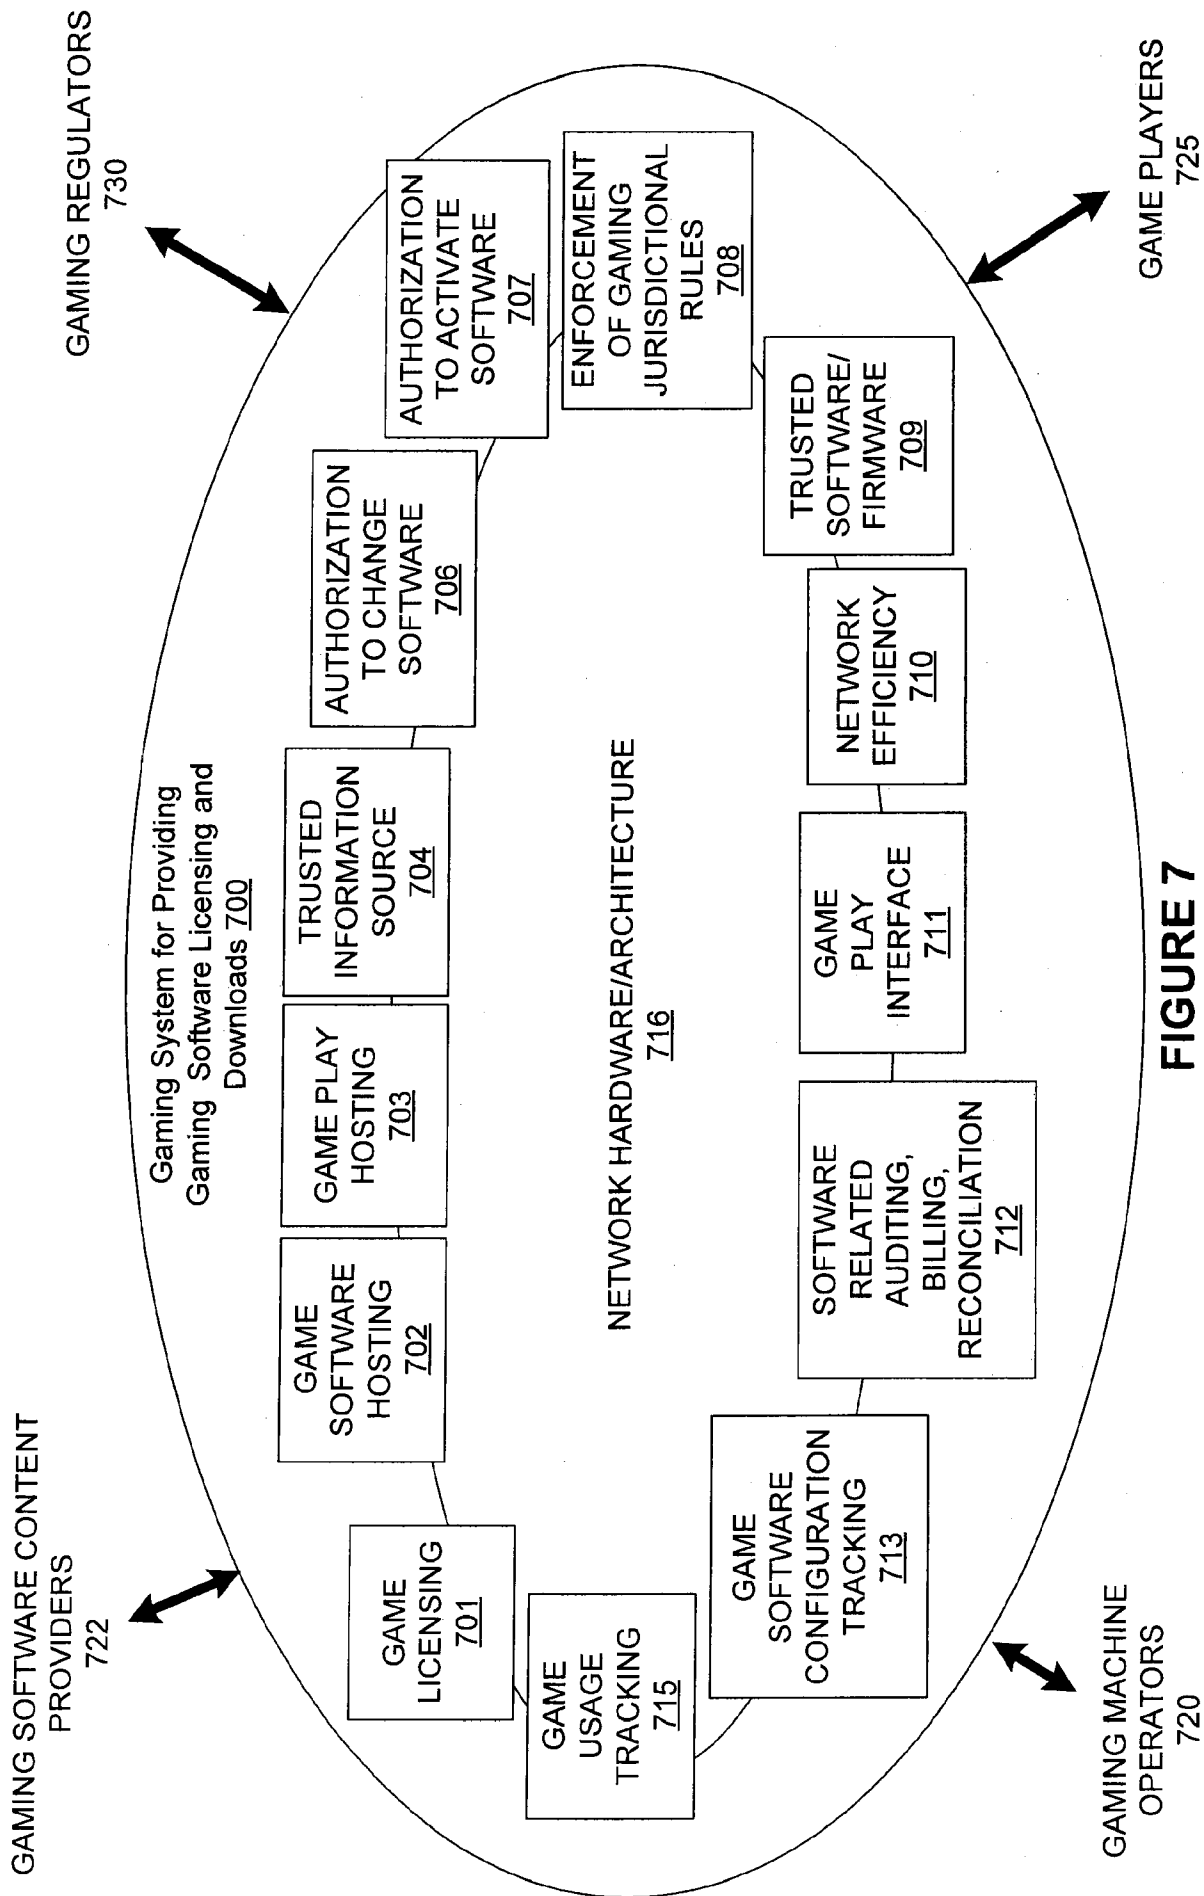 GAMING SOFTWARE CONTENT
PROVIDERS
722
GAMING REGULATORS
730
Gaming System for Providing
Gaming Software Licensing and
Downloads 700
GAME
LICENSING
701
GAME
SOFTWARE
HOSTING
702
GAME PLAY
HOSTING
703
TRUSTED
INFORMATION
SOURCE
704
AUTHORIZATION
TO CHANGE
SOFTWARE
706
AUTHORIZATION
TO ACTIVATE
SOFTWARE
707
ENFORCEMENT
OF GAMING
JURISDICTIONAL
RULES
708
NETWORK HARDWARE/ARCHITECTURE
716
GAME
USAGE
TRACKING
715
GAME
SOFTWARE
CONFIGURATION
TRACKING
713
SOFTWARE
RELATED
AUDITING,
BILLING,
RECONCILIATION
712
GAME
PLAY
INTERFACE
711
NETWORK
EFFICIENCY
710
TRUSTED
SOFTWARE/
FIRMWARE
709
GAMING MACHINE
OPERATORS
720
GAME PLAYERS
725
FIGURE 7